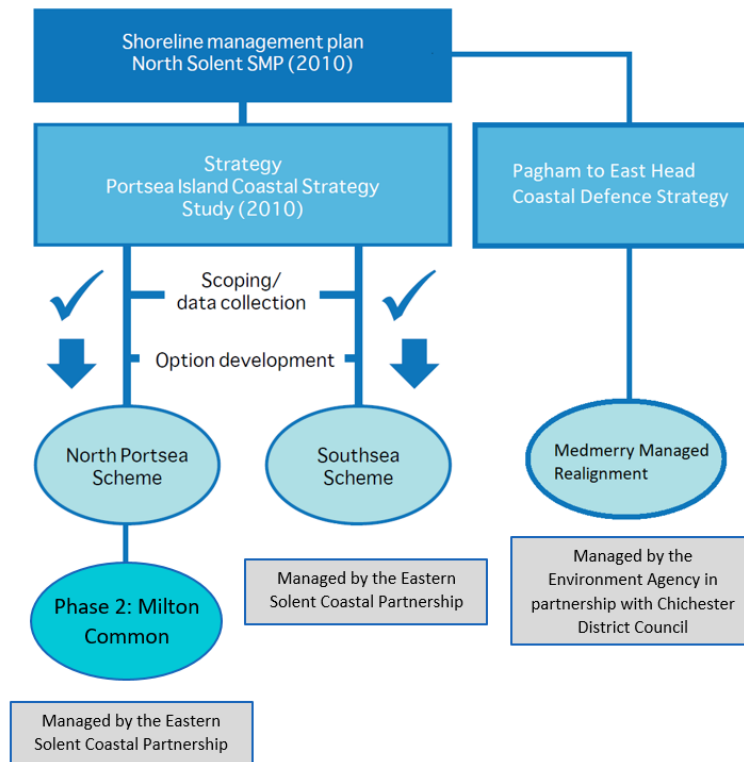 Shoreline management plan
North Solent SMP (2010)
Strategy
Portsea Island Coastal Strategy
Study (2010)
Pagham to East Head
Coastal Defence Strategy
Scoping/
data collection
Option development
North Portsea
Scheme
Southsea
Scheme
Medmerry Managed
Realignment
Managed by the Eastern
Solent Coastal Partnership
Managed by the
Environment Agency in
partnership with Chichester
District Council
Phase 2: Milton
Common
Managed by the Eastern
Solent Coastal Partnership